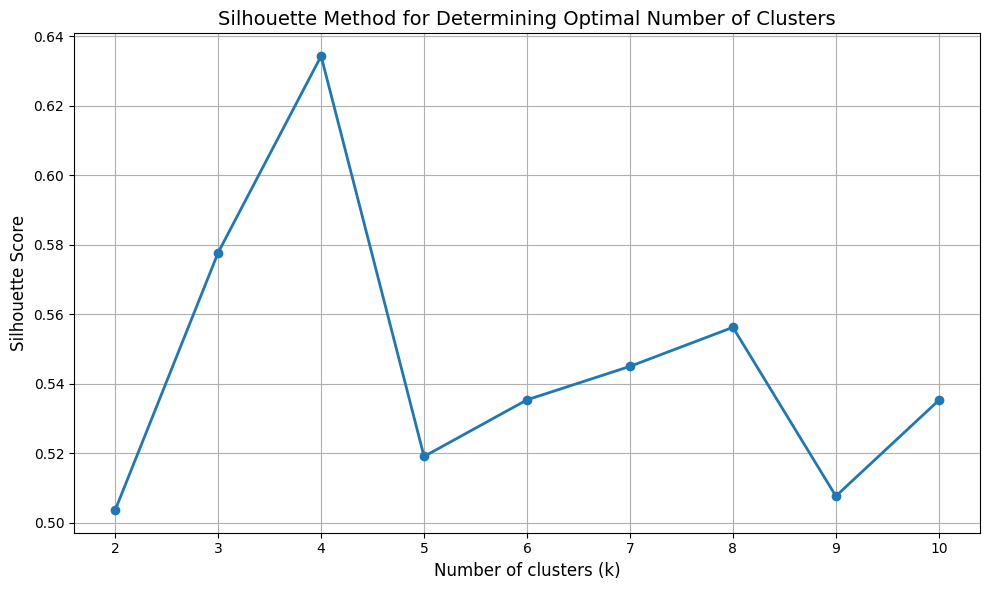 Silhouette Method for Determining Optimal Number of Clusters
Silhouette Score
0.64
0.62
0.60
0.58
0.56
0.54
0.52
0.50
2 3 4 5 6 7 8 9 10
Number of clusters (k)